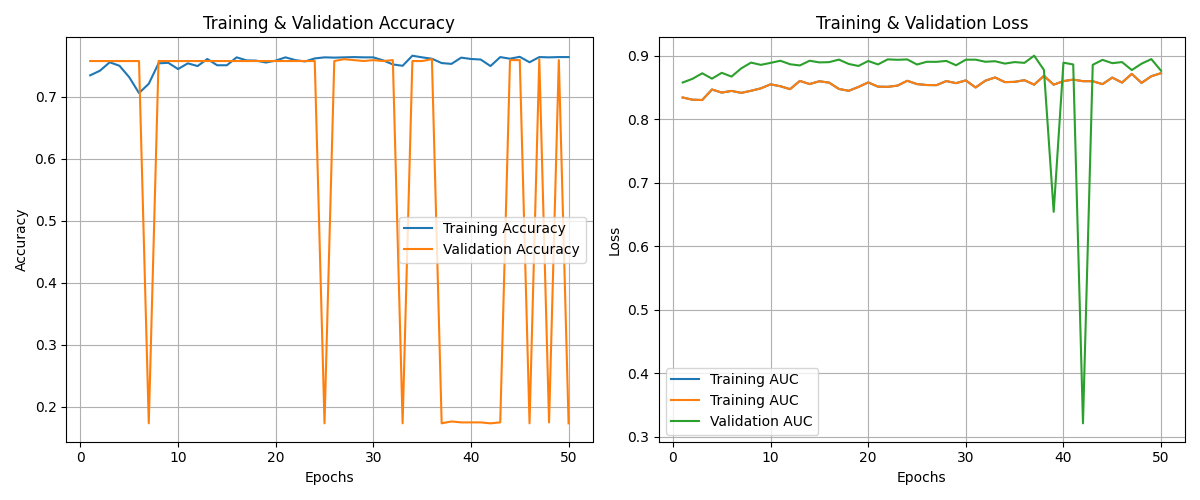 Training & Validation Accuracy
Accuracy
0.7
0.6
0.5
0.4
0.3
0.2
Training Accuracy
Validation Accuracy
0 10 20 30 40 50
Epochs
Training & Validation Loss
Loss
0.9
0.8
0.7
0.6
0.5
0.4
0.3
Training AUC
Training AUC
Validation AUC
0 10 20 30 40 50
Epochs